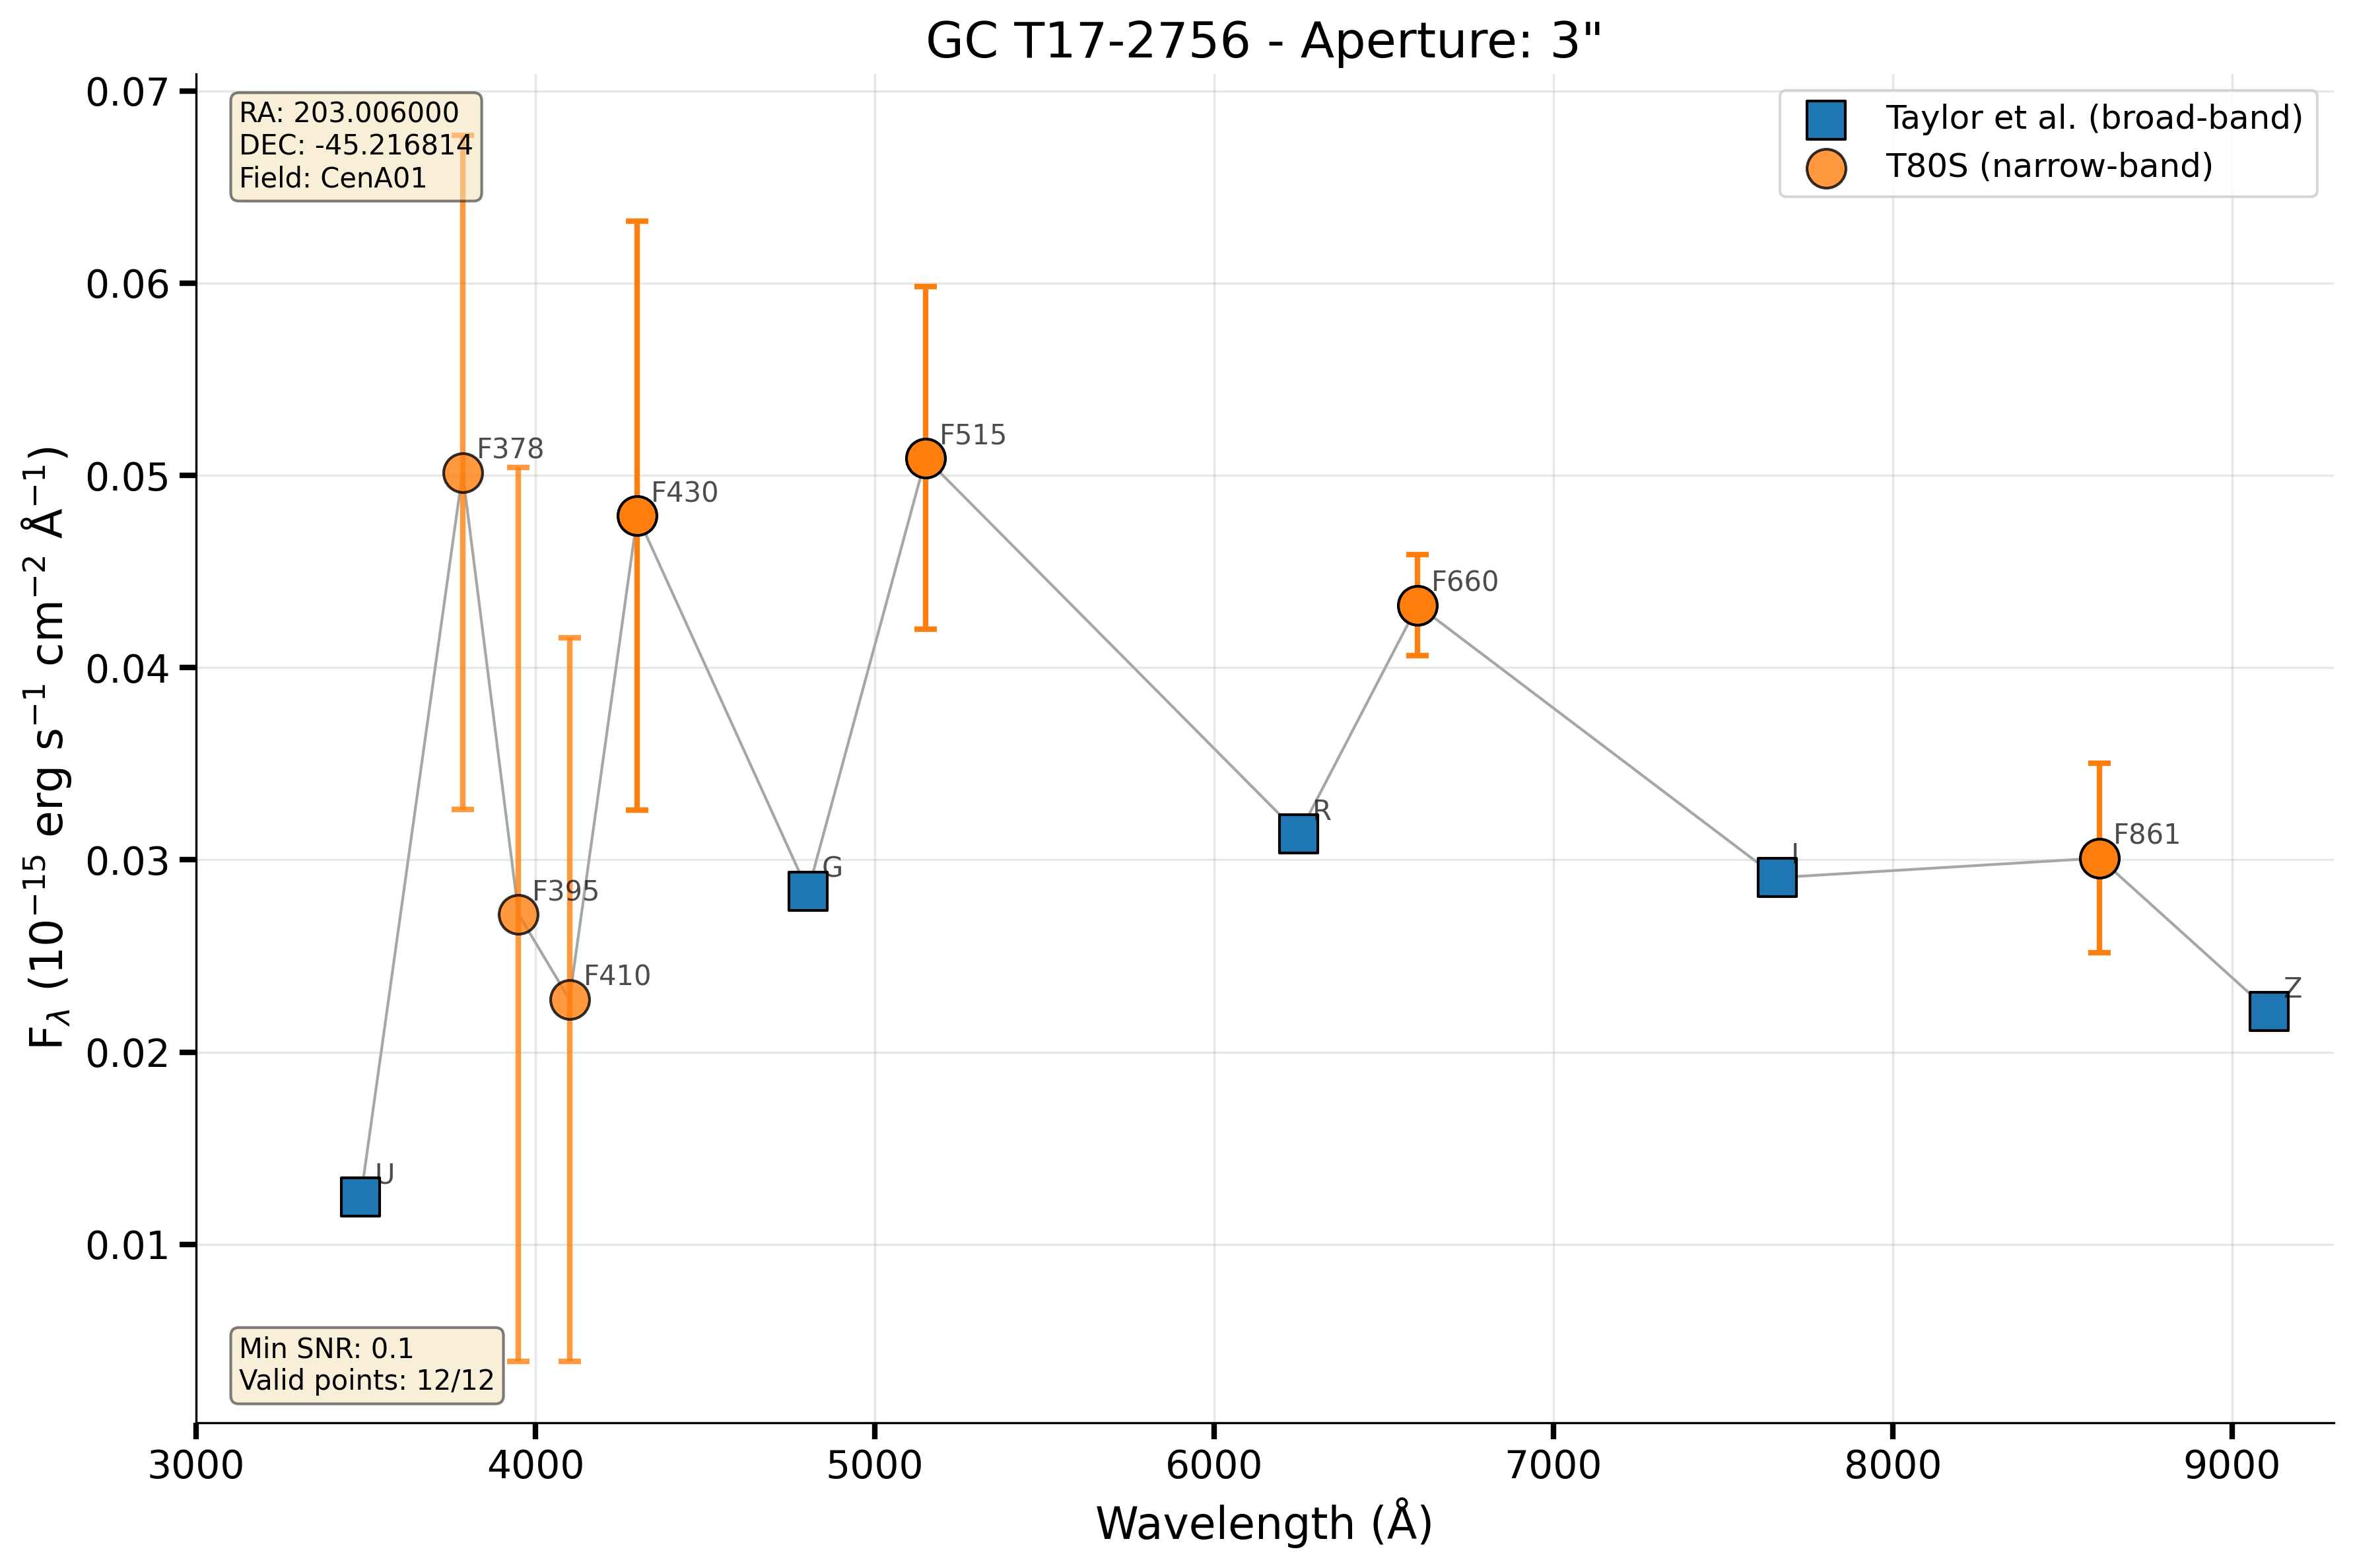 GC T17-2756 - Aperture: 3"
RA: 203.006000
DEC: -45.216814
Field: CenA01
Taylor et al. (broad-band)
T80S (narrow-band)
0.07
0.06
0.05
0.04
0.03
0.02
0.01
F_λ (10⁻¹⁵ erg s⁻¹ cm⁻² Å⁻¹)
U
F378
F395
F410
F430
G
F515
R
F660
I
F861
Z
Min SNR: 0.1
Valid points: 12/12
3000 4000 5000 6000 7000 8000 9000
Wavelength (Å)